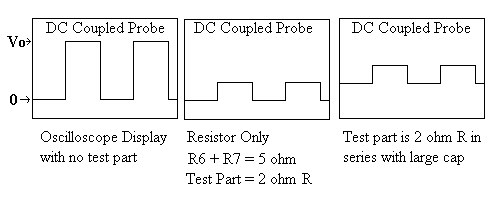 DC Coupled Probe
Vo
0
Oscilloscope Display
with no test part
DC Coupled Probe
Resistor Only
R6 + R7 = 5 ohm
Test Part = 2 ohm R
DC Coupled Probe
Test part is 2 ohm R in
series with large cap